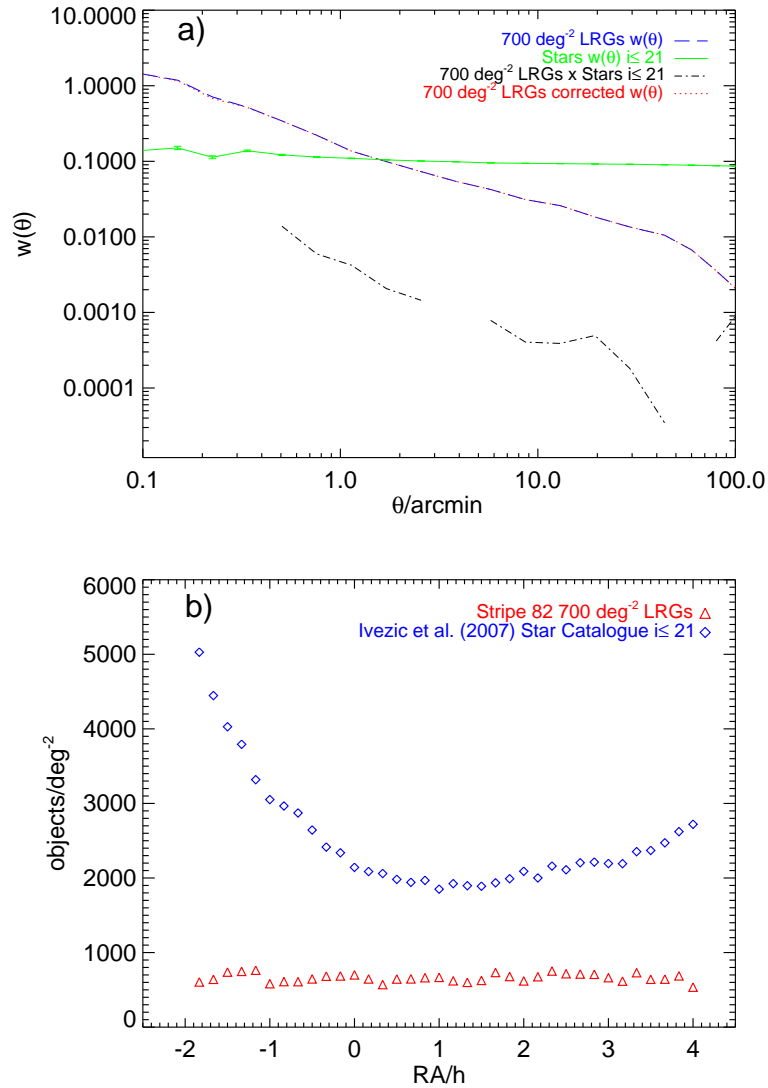 a)
700 deg⁻² LRGs w(θ)
Stars w(θ) i≤ 21
700 deg⁻² LRGs x Stars i≤ 21
700 deg⁻² LRGs corrected w(θ)
1.0000
0.1000
0.0100
0.0010
0.0001
w(θ)
0.1 1.0 10.0 100.0
θ/arcmin
b)
Stripe 82 700 deg⁻² LRGs
Ivezic et al. (2007) Star Catalogue i≤ 21
6000
5000
4000
3000
2000
1000
0
objects/deg⁻²
-2 -1 0 1 2 3 4
RA/h